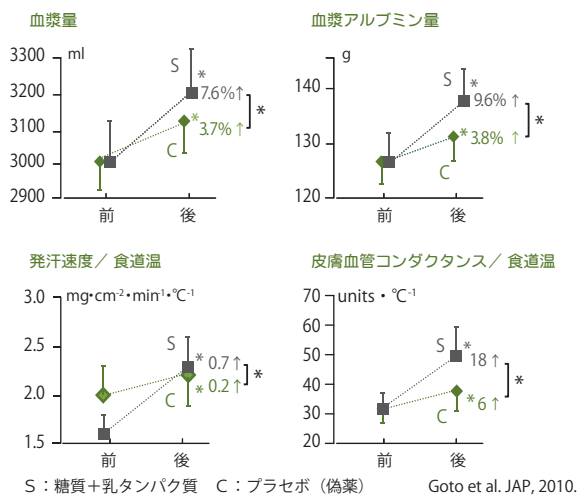 血漿量
3300 ml
3200
3100
3000
2900
S
*
7.6%↑
*
3.7%↑
*
C
前 後
血漿アルブミン量
g
140
130
120
S
*
9.6% ↑
*
3.8% ↑
*
C
前 後
発汗速度／ 食道温
3.0 mg•cm-2•min-1•℃-1
2.5
2.0
1.5
S
*
0.7↑
*
0.2↑
*
C
前 後
皮膚血管コンダクタンス／ 食道温
70 units・℃-1
60
50
40
30
20
S
*
18↑
*
6↑
*
C
前 後
S：糖質＋乳タンパク質 C：プラセボ（偽薬） Goto et al. JAP, 2010.